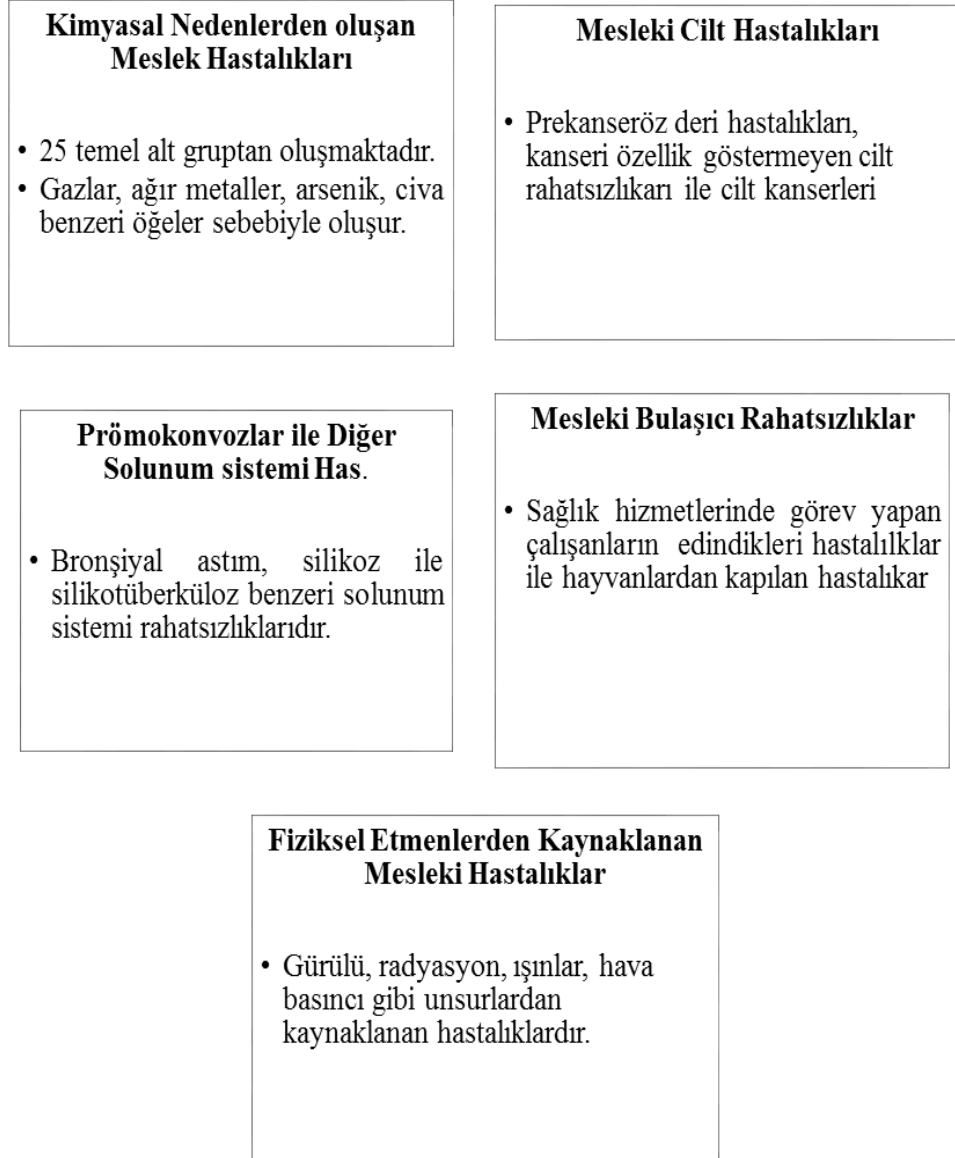 Kimyasal Nedenlerden oluşan
Meslek Hastalıkları
• 25 temel alt gruptan oluşmaktadır.
• Gazlar, ağır metaller, arsenik, civa
benzeri öğeler sebebiyle oluşur.
Mesleki Cilt Hastalıkları
• Prekanseröz deri hastalıkları,
kanseri özellik göstermeyen cilt
rahatsızlıkarı ile cilt kanserleri
Prömokonvozlar ile Diğer
Solunum sistemi Has.
• Bronşiyal astım, silikoz ile
silikotüberküloz benzeri solunum
sistemi rahatsızlıklarıdır.
Mesleki Bulaşıcı Rahatsızlıklar
• Sağlık hizmetlerinde görev yapan
çalışanların edindikleri hastalılklar
ile hayvanlardan kapılan hastalıkar
Fiziksel Etmenlerden Kaynaklanan
Mesleki Hastalıklar
• Gürülü, radyasyon, ışınlar, hava
basıncı gibi unsurlardan
kaynaklanan hastalıklardır.